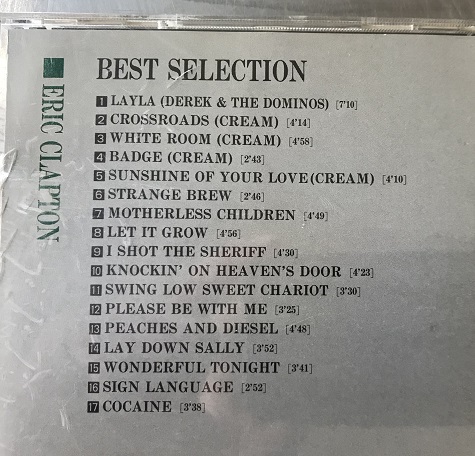 BEST SELECTION
■ ERIC CLAPTON
1 LAYLA (DEREK & THE DOMINOS) [7'10]
2 CROSSROADS (CREAM) [4'14]
3 WHITE ROOM (CREAM) [4'58]
4 BADGE (CREAM) [2'43]
5 SUNSHINE OF YOUR LOVE (CREAM) [4'10]
6 STRANGE BREW [2'46]
7 MOTHERLESS CHILDREN [4'49]
8 LET IT GROW [4'56]
9 I SHOT THE SHERIFF [4'30]
10 KNOCKIN' ON HEAVEN'S DOOR [4'23]
11 SWING LOW SWEET CHARIOT [3'30]
12 PLEASE BE WITH ME [3'25]
13 PEACHES AND DIESEL [4'48]
14 LAY DOWN SALLY [3'52]
15 WONDERFUL TONIGHT [3'41]
16 SIGN LANGUAGE [2'52]
17 COCAINE [3'38]